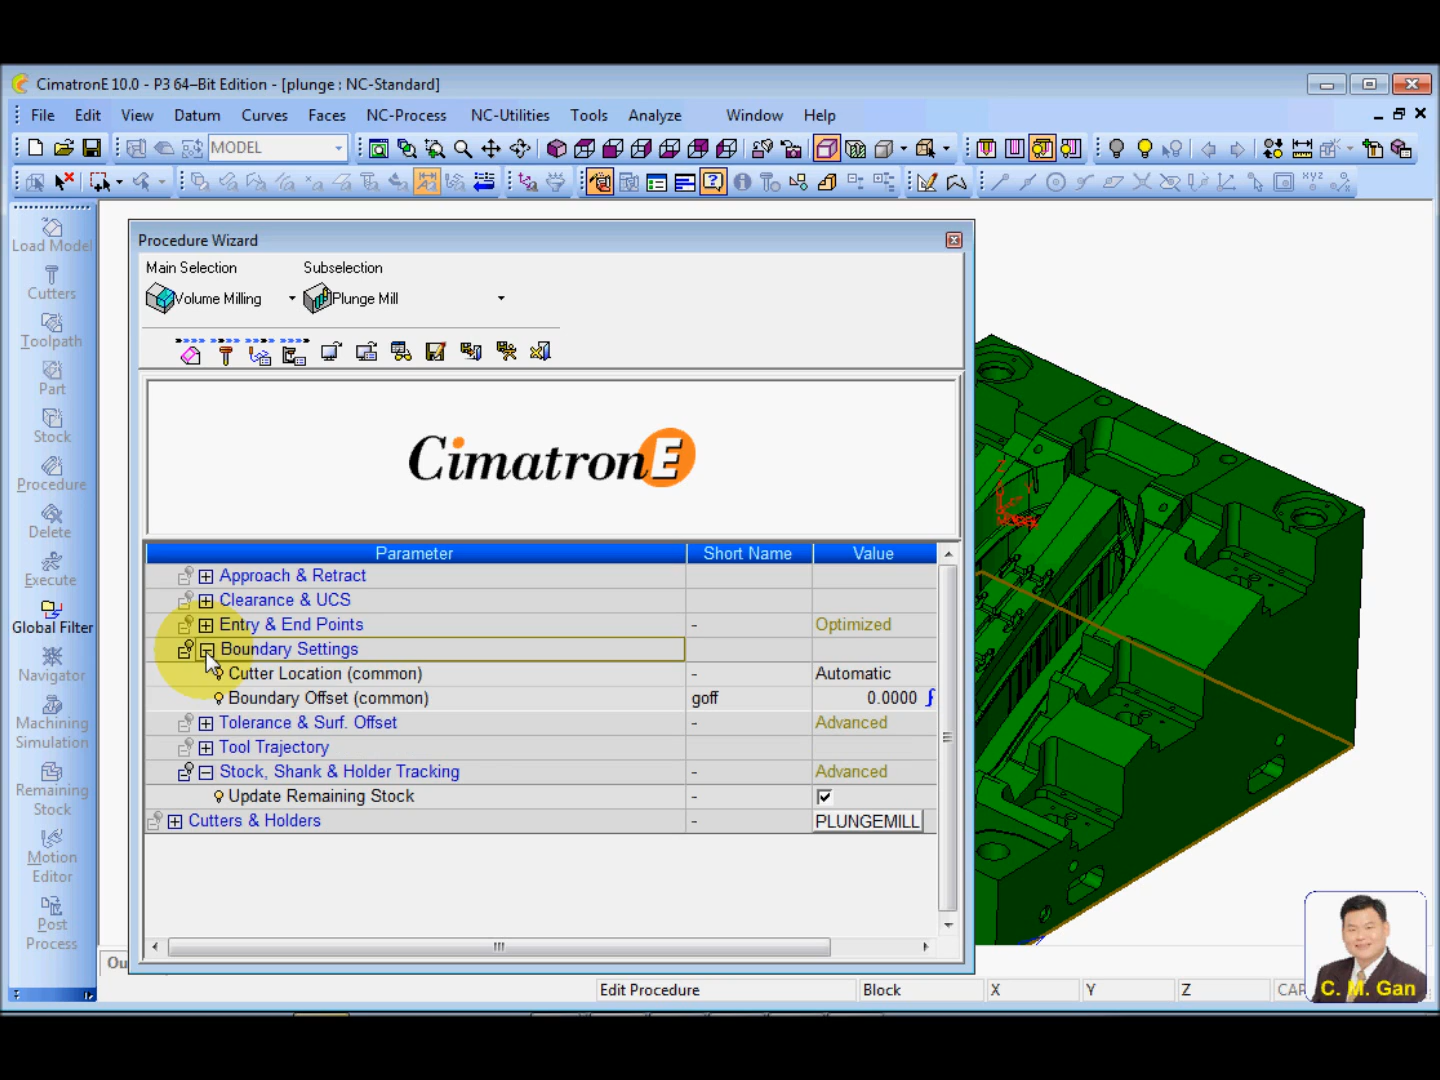 CimatronE 10.0 - P3 64-Bit Edition - [plunge : NC-Standard]
File Edit View Datum Curves Faces NC-Process NC-Utilities Tools Analyze Window Help
MODEL
Load Model
Cutters
Toolpath
Part
Stock
Procedure
Delete
Execute
Global Filter
Navigator
Machining
Simulation
Remaining
Stock
Motion
Editor
Post
Process
Procedure Wizard
Main Selection Subselection
Volume Milling Plunge Mill
CimatronE
Parameter Short Name Value
Approach & Retract
Clearance & UCS
Entry & End Points - Optimized
Boundary Settings
Cutter Location (common) - Automatic
Boundary Offset (common) goff 0.0000 f
Tolerance & Surf. Offset - Advanced
Tool Trajectory
Stock, Shank & Holder Tracking - Advanced
Update Remaining Stock -
Cutters & Holders - PLUNGEMILL
Z
Y
Ou
Edit Procedure Block X Y Z CAR
C. M. Gan